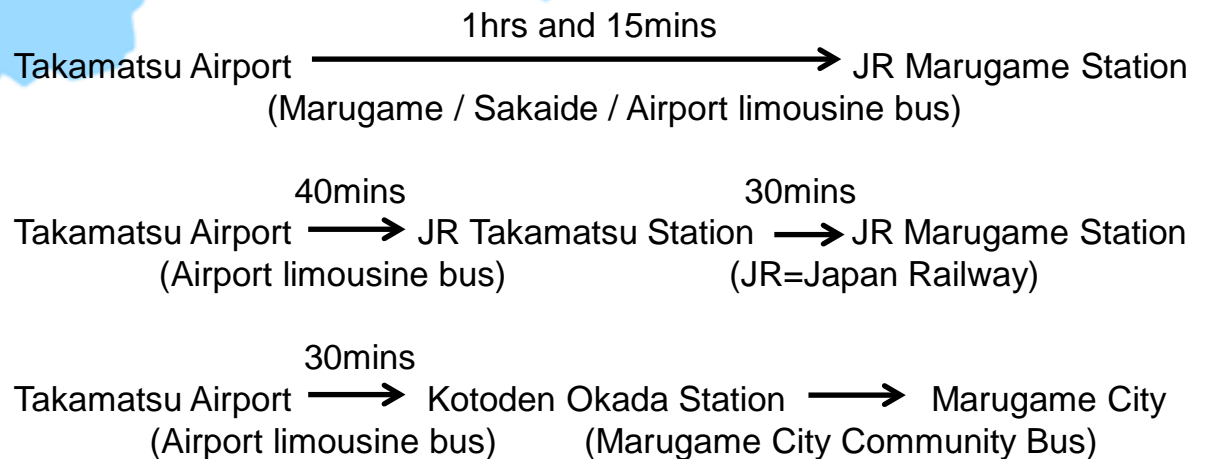 1hrs and 15mins
Takamatsu Airport JR Marugame Station
(Marugame / Sakaide / Airport limousine bus)
40mins 30mins
Takamatsu Airport JR Takamatsu Station JR Marugame Station
(Airport limousine bus) (JR=Japan Railway)
30mins
Takamatsu Airport Kotoden Okada Station Marugame City
(Airport limousine bus) (Marugame City Community Bus)